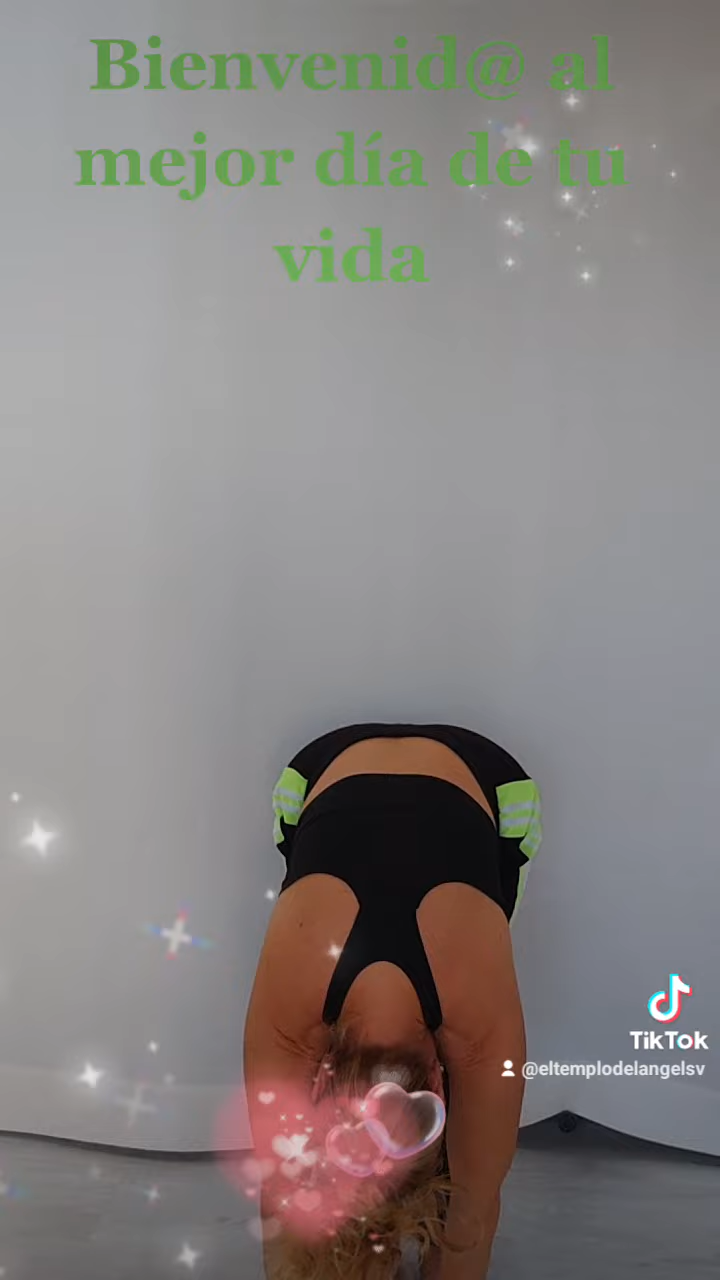 Bienvenid@ al
mejor día de tu
vida
TikTok
@eltemplodelangelsv